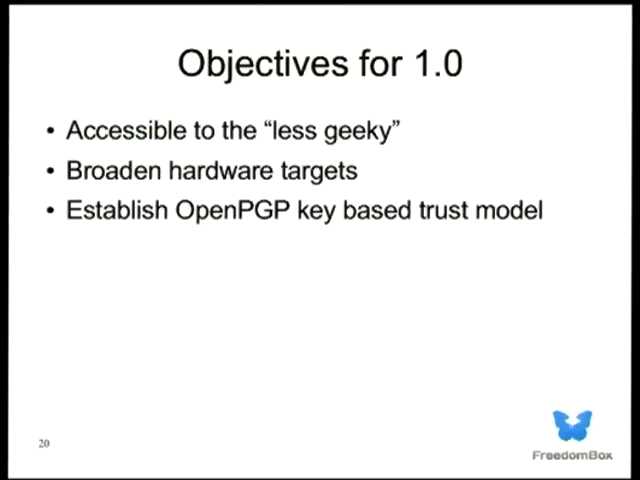 Objectives for 1.0
• Accessible to the “less geeky”
• Broaden hardware targets
• Establish OpenPGP key based trust model
20
FreedomBox